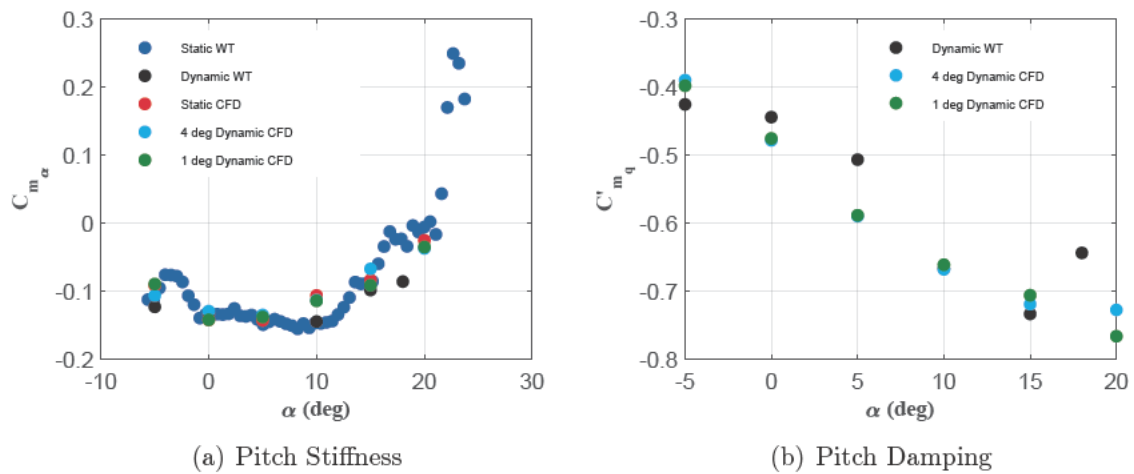 0.3
0.2
0.1
0
-0.1
-0.2
-10
0
10
20
30
C_{m_α}
α (deg)
Static WT
Dynamic WT
Static CFD
4 deg Dynamic CFD
1 deg Dynamic CFD
(a) Pitch Stiffness
-0.3
-0.4
-0.5
-0.6
-0.7
-0.8
-5
0
5
10
15
20
C'_{m_q}
α (deg)
Dynamic WT
4 deg Dynamic CFD
1 deg Dynamic CFD
(b) Pitch Damping